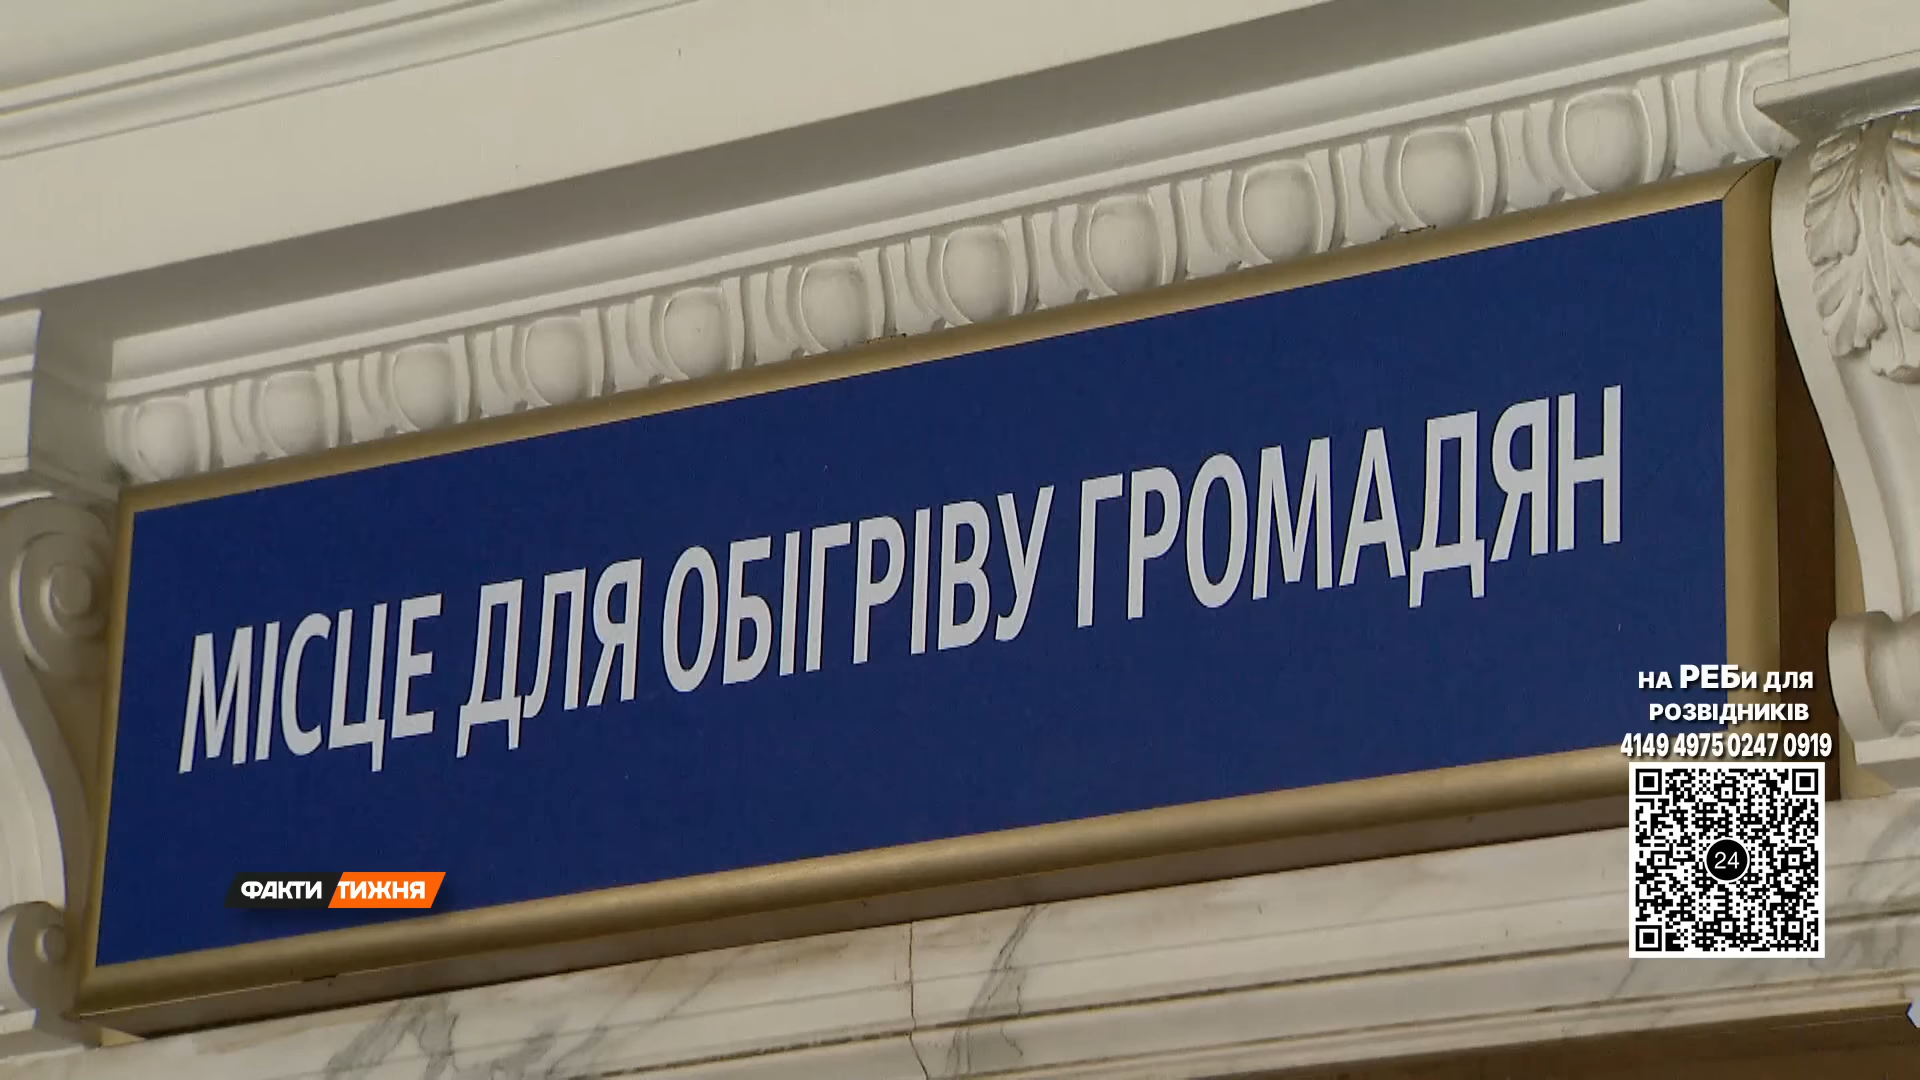 МІСЦЕ ДЛЯ ОБІГРІВУ ГРОМАДЯН
НА РЕБи ДЛЯ
РОЗВІДНИКІВ
4149 4975 0247 0919
24
ФАКТИ ТИЖНЯ